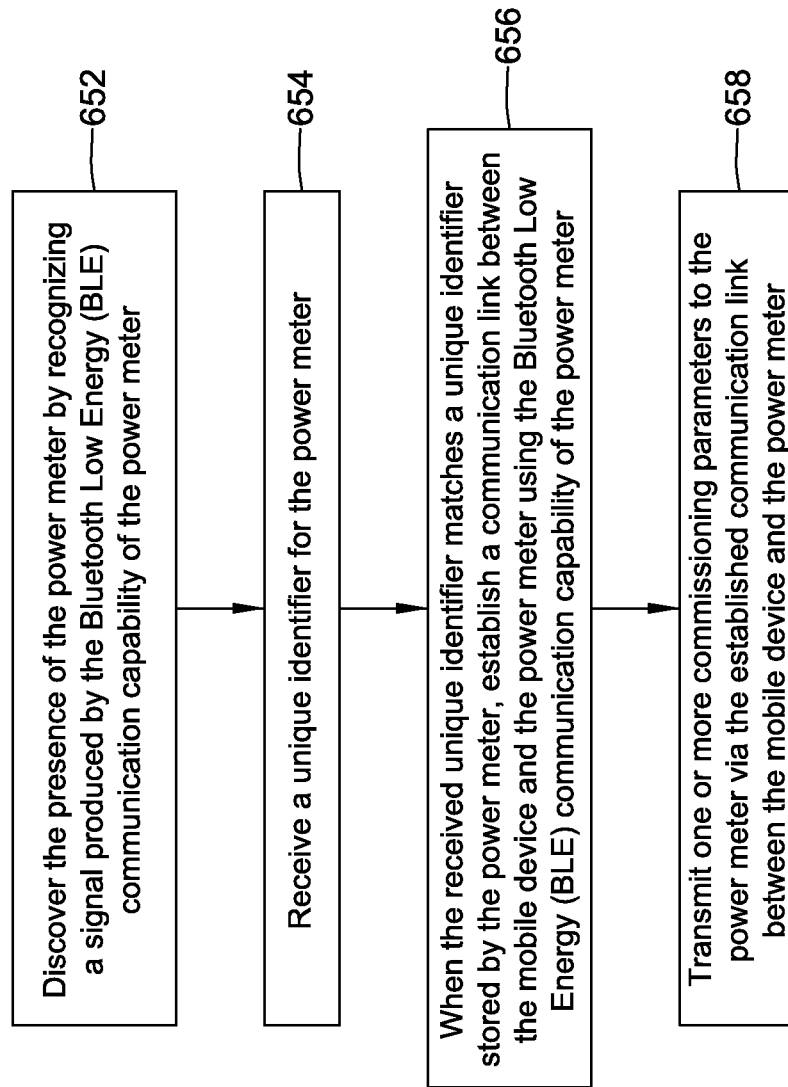 Discover the presence of the power meter by recognizing
a signal produced by the Bluetooth Low Energy (BLE)
communication capability of the power meter
652
Receive a unique identifier for the power meter
654
When the received unique identifier matches a unique identifier
stored by the power meter, establish a communication link between
the mobile device and the power meter using the Bluetooth Low
Energy (BLE) communication capability of the power meter
656
Transmit one or more commissioning parameters to the
power meter via the established communication link
between the mobile device and the power meter
658